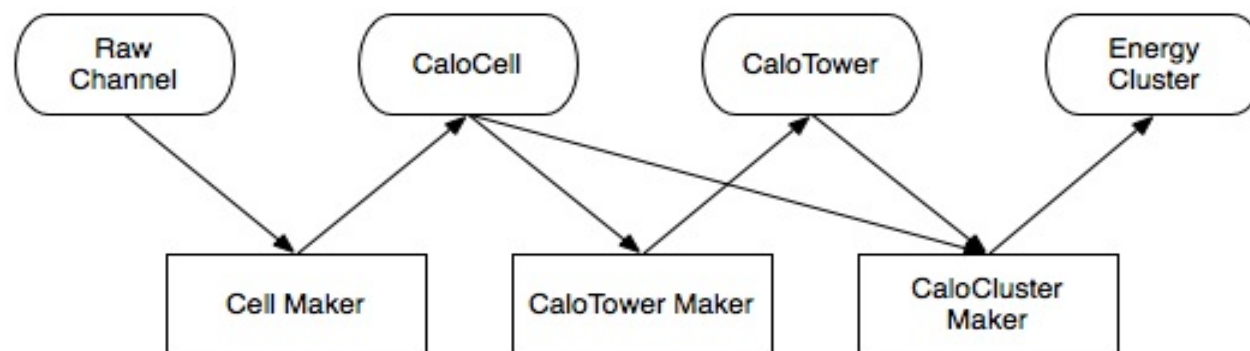 Raw
Channel
CaloCell
CaloTower
Energy
Cluster
Cell Maker
CaloTower Maker
CaloCluster
Maker